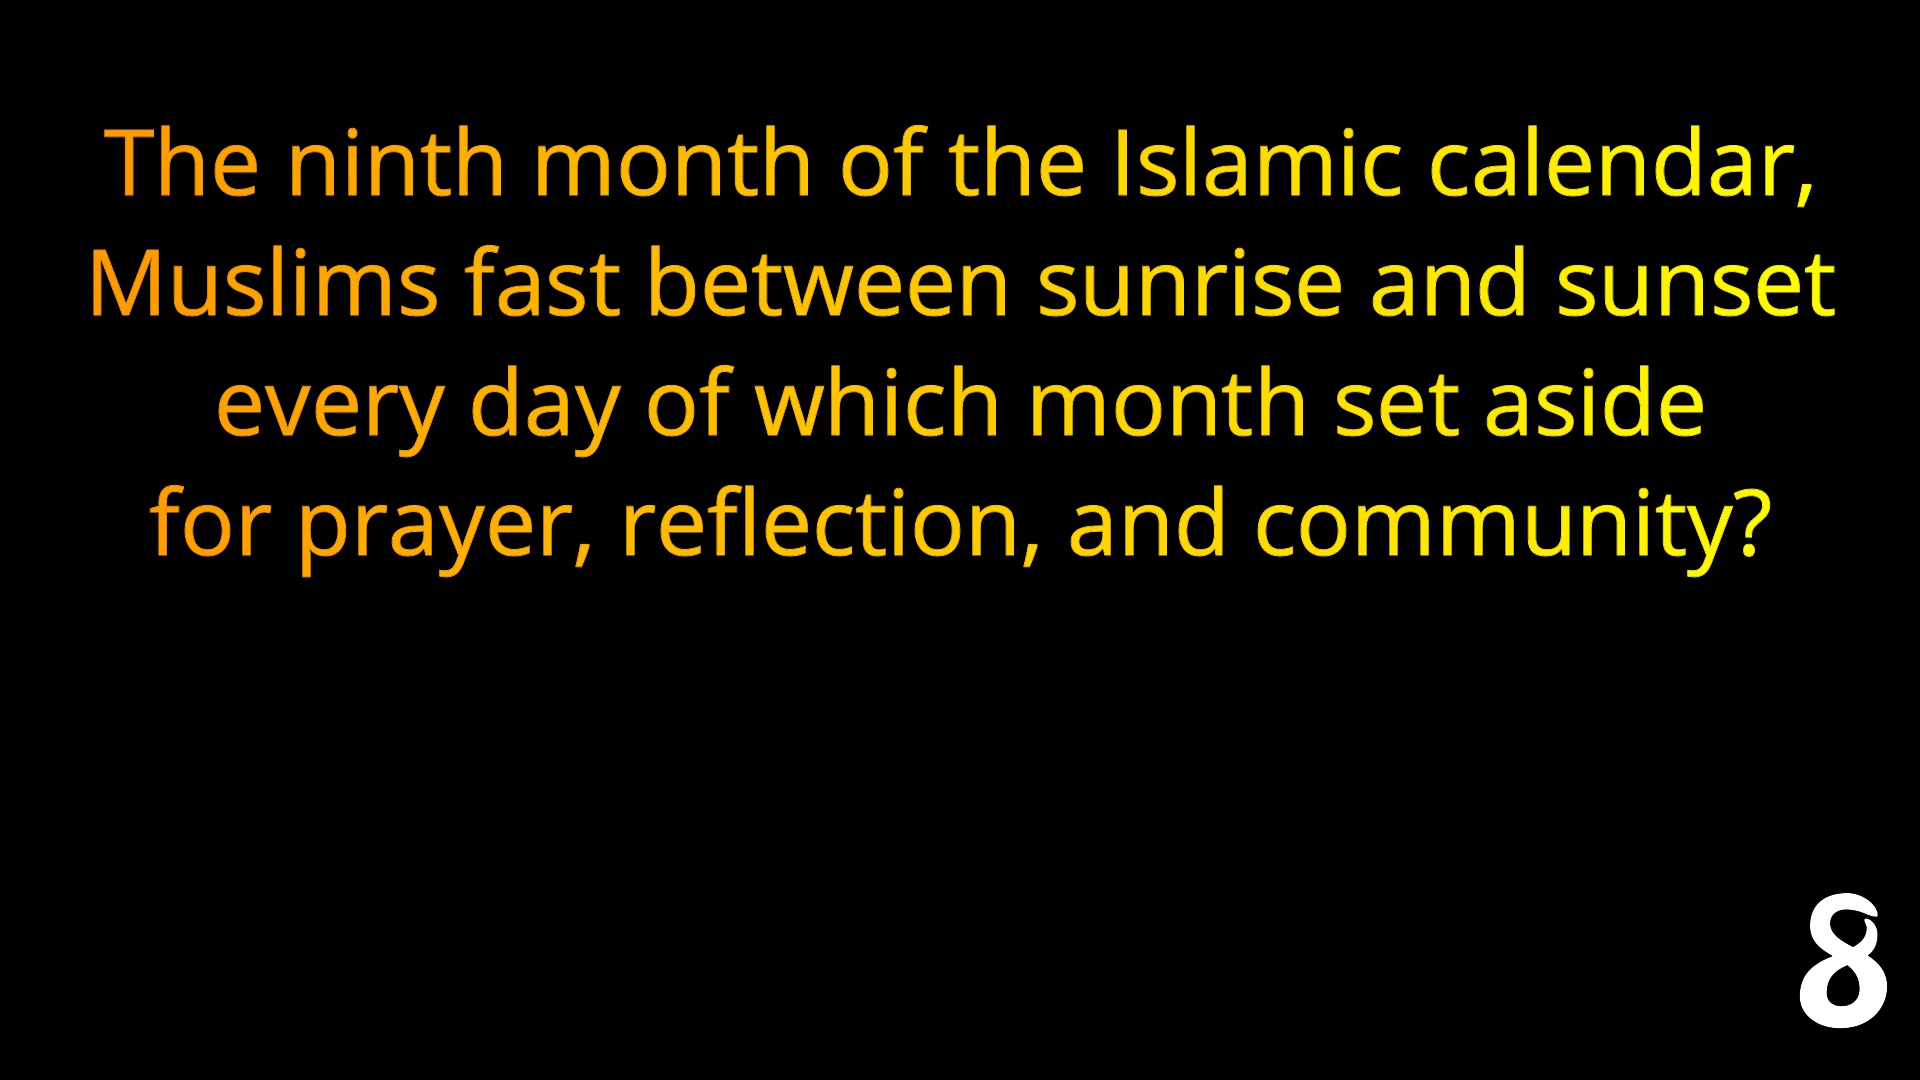 The ninth month of the Islamic calendar,
Muslims fast between sunrise and sunset
every day of which month set aside
for prayer, reflection, and community?
8